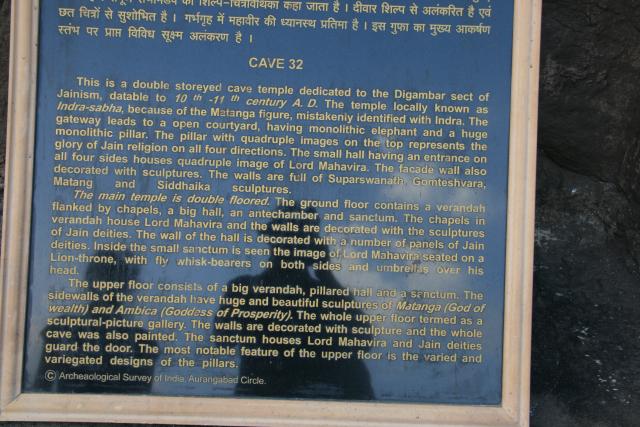 शिल्प-चित्रवीथिका कहा जाता है । दीवार शिल्प से अलंकरित है एवं
छत चित्रों से सुशोभित है । गर्भगृह में महावीर की ध्यानस्थ प्रतिमा है । इस गुफा का मुख्य आकर्षण
स्तंभ पर प्राप्त विविध सूक्ष्म अलंकरण है ।
CAVE 32
This is a double storeyed cave temple dedicated to the Digambar sect of
Jainism, datable to 10 th -11 th century A. D. The temple locally known as
Indra-sabha, because of the Matanga figure, mistakeniy identified with Indra. The
gateway leads to a open courtyard, having monolithic elephant and a huge
monolithic pillar. The pillar with quadruple images on the top represents the
glory of Jain religion on all four directions. The small hall having an entrance on
all four sides houses quadruple image of Lord Mahavira. The facade wall also
decorated with sculptures. The walls are full of Suparswanath, Gomteshvara,
Matang and Siddhaika sculptures.
The main temple is double floored. The ground floor contains a verandah
flanked by chapels, a big hall, an antechamber and sanctum. The chapels in
verandah house Lord Mahavira and the walls are decorated with the sculptures
of Jain deities. The wall of the hall is decorated with a number of panels of Jain
deities. Inside the small sanctum is seen the image of Lord Mahavira seated on a
Lion-throne, with fly whisk-bearers on both sides and umbrellas over his
head.
The upper floor consists of a big verandah, pillared hall and a sanctum. The
sidewalls of the verandah have huge and beautiful sculptures of Matanga (God of
wealth) and Ambica (Goddess of Prosperity). The whole upper floor termed as a
sculptural-picture gallery. The walls are decorated with sculpture and the whole
cave was also painted. The sanctum houses Lord Mahavira and Jain deities
guard the door. The most notable feature of the upper floor is the varied and
variegated designs of the pillars.
© Archeaological Survey of India, Aurangabad Circle.